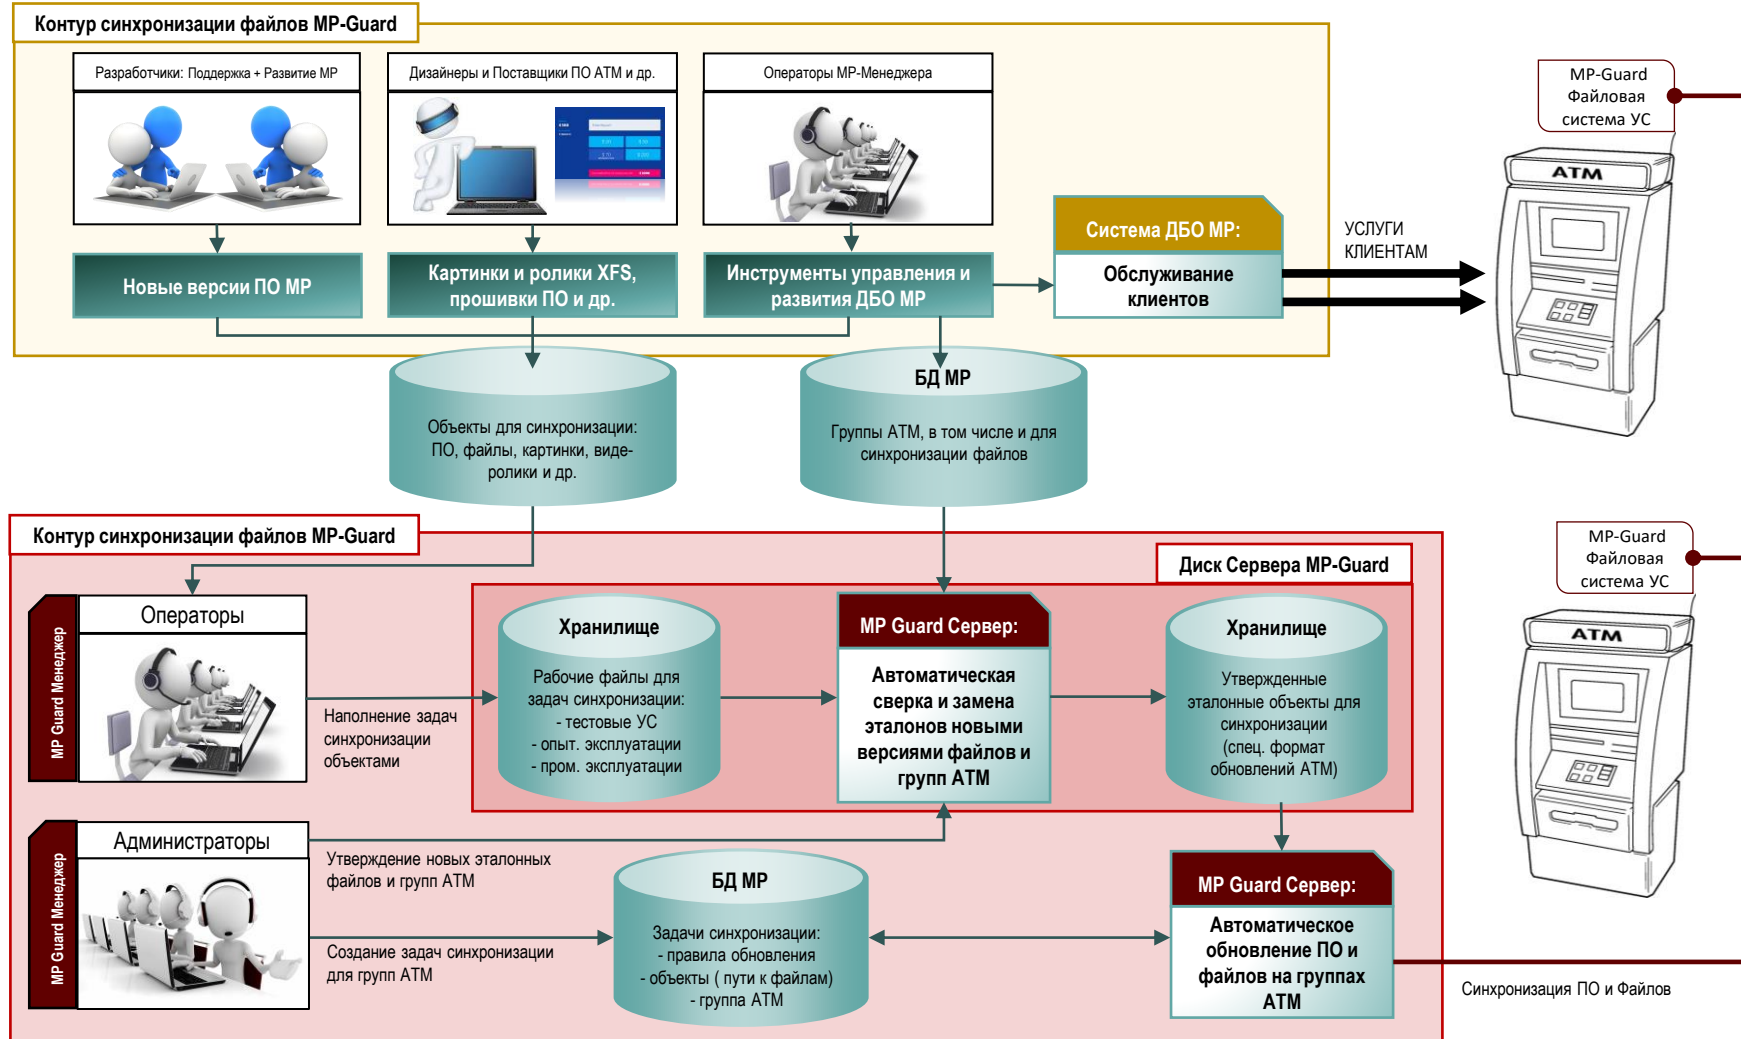 Контур синхронизации файлов MP-Guard
Разработчики: Поддержка + Развитие МР
Дизайнеры и Поставщики ПО АТМ и др.
Операторы МР-Менеджера
Новые версии ПО МР
Картинки и ролики XFS,
прошивки ПО и др.
Инструменты управления и
развития ДБО МР
Система ДБО МР:
Обслуживание
клиентов
УСЛУГИ
КЛИЕНТАМ
MP-Guard
Файловая
система УС
ATM
Объекты для синхронизации:
ПО, файлы, картинки, виде-
ролики и др.
БД МР
Группы АТМ, в том числе и для
синхронизации файлов
Контур синхронизации файлов MP-Guard
Диск Сервера MP-Guard
MP Guard Менеджер
Операторы
Наполнение задач
синхронизации
объектами
Хранилище
Рабочие файлы для
задач синхронизации:
- тестовые УС
- опыт. эксплуатации
- пром. эксплуатации
MP Guard Сервер:
Автоматическая
сверка и замена
эталонов новыми
версиями файлов и
групп АТМ
Хранилище
Утвержденные
эталонные объекты для
синхронизации
(спец. формат
обновлений АТМ)
MP-Guard
Файловая
система УС
ATM
MP Guard Менеджер
Администраторы
Утверждение новых эталонных
файлов и групп АТМ
Создание задач синхронизации
для групп АТМ
БД МР
Задачи синхронизации:
- правила обновления
- объекты ( пути к файлам)
- группа АТМ
MP Guard Сервер:
Автоматическое
обновление ПО и
файлов на группах
АТМ
Синхронизация ПО и Файлов